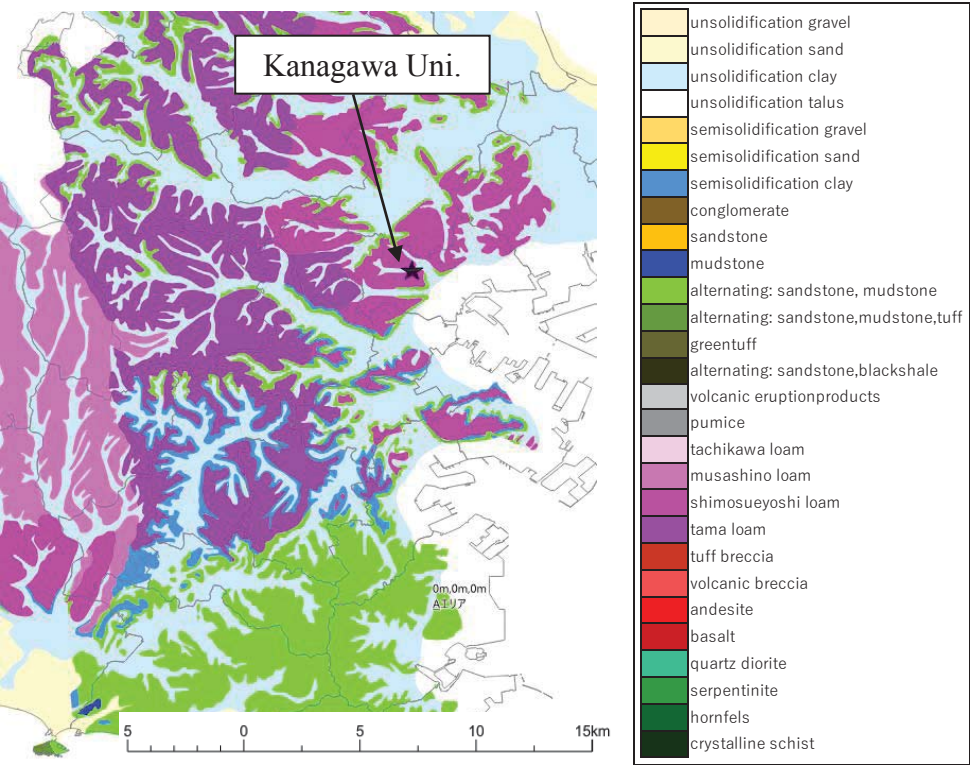 Kanagawa Uni.
0m,0m,0m
Aエリア
5 0 5 10 15km
unsolidification gravel
unsolidification sand
unsolidification clay
unsolidification talus
semisolidification gravel
semisolidification sand
semisolidification clay
conglomerate
sandstone
mudstone
alternating: sandstone, mudstone
alternating: sandstone,mudstone,tuff
greentuff
alternating: sandstone,blackshale
volcanic eruptionproducts
pumice
tachikawa loam
musashino loam
shimosueyoshi loam
tama loam
tuff breccia
volcanic breccia
andesite
basalt
quartz diorite
serpentinite
hornfels
crystalline schist